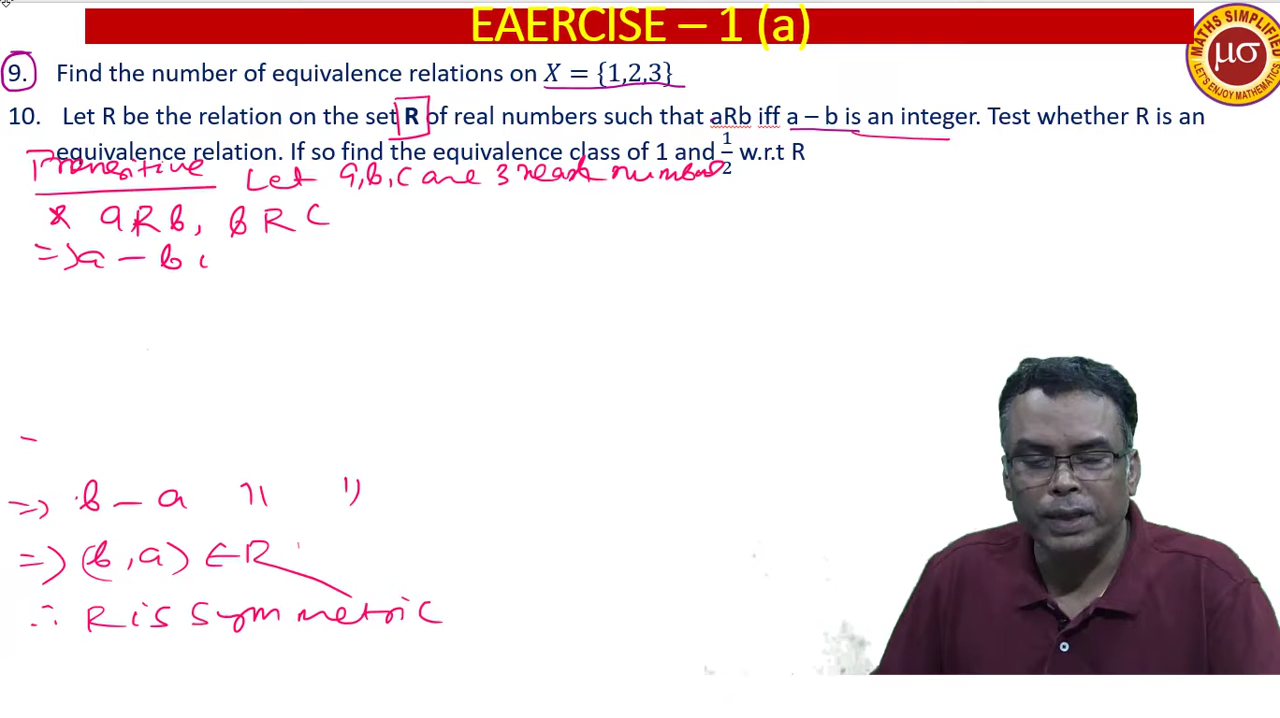 EAERCISE – 1 (a)
MATHS SIMPLIFIED
μσ
LET'S ENJOY MATHEMATICS
9. Find the number of equivalence relations on X = {1,2,3}
10. Let R be the relation on the set R of real numbers such that aRb iff a – b is an integer. Test whether R is an
equivalence relation. If so find the equivalence class of 1 and 1/2 w.r.t R
Transitive Let a, b, c are 3 real numbers
& a R b, b R C
=> a – b
=> b – a " "
=> (b, a) ∈ R
∴ R is Symmetric